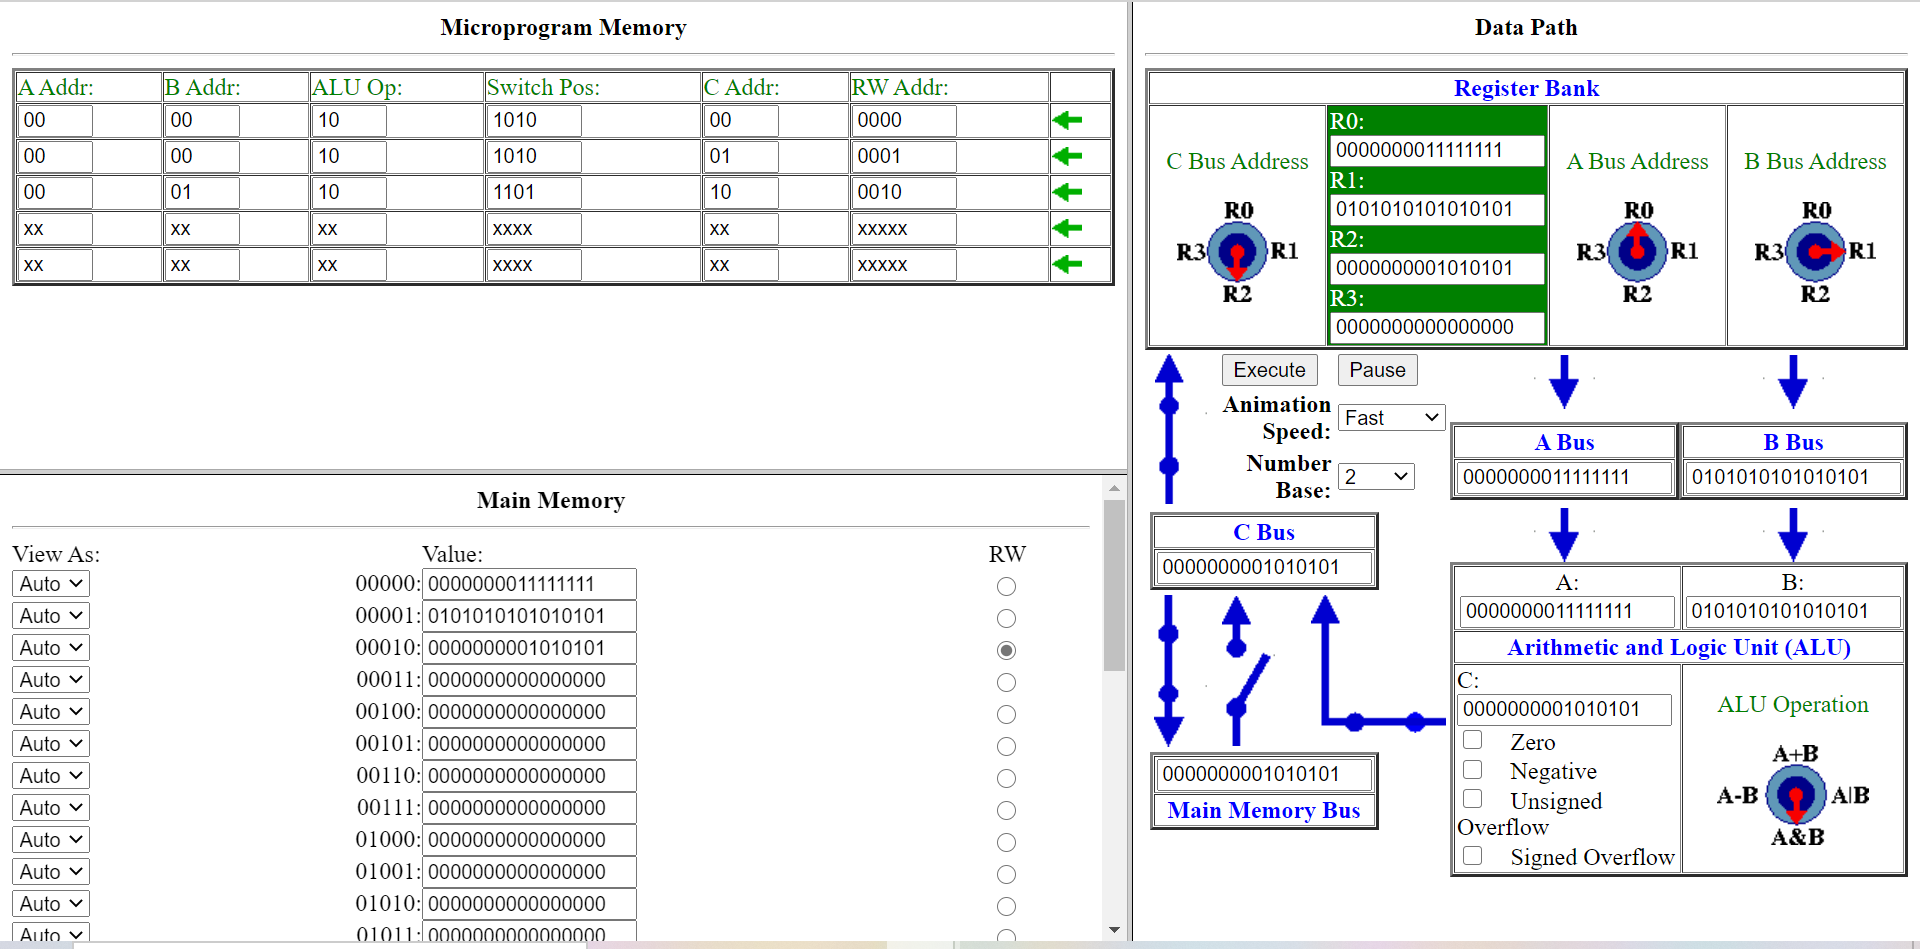 Microprogram Memory
A Addr: B Addr: ALU Op: Switch Pos: C Addr: RW Addr:
00 00 10 1010 00 0000
00 00 10 1010 01 0001
00 01 10 1101 10 0010
xx xx xx xxxx xx xxxxx
xx xx xx xxxx xx xxxxx
Main Memory
View As: Value: RW
Auto 00000: 0000000011111111
Auto 00001: 0101010101010101
Auto 00010: 0000000001010101
Auto 00011: 0000000000000000
Auto 00100: 0000000000000000
Auto 00101: 0000000000000000
Auto 00110: 0000000000000000
Auto 00111: 0000000000000000
Auto 01000: 0000000000000000
Auto 01001: 0000000000000000
Auto 01010: 0000000000000000
Auto 01011: 0000000000000000
Data Path
Register Bank
C Bus Address
R0
R3 R1
R2
R0:
0000000011111111
R1:
0101010101010101
R2:
0000000001010101
R3:
0000000000000000
A Bus Address
R0
R3 R1
R2
B Bus Address
R0
R3 R1
R2
Execute Pause
Animation
Speed: Fast
Number
Base: 2
A Bus
0000000011111111
B Bus
0101010101010101
C Bus
0000000001010101
0000000001010101
Main Memory Bus
A: B:
0000000011111111 0101010101010101
Arithmetic and Logic Unit (ALU)
C:
0000000001010101
Zero
Negative
Unsigned
Overflow
Signed Overflow
ALU Operation
A+B
A-B A|B
A&B